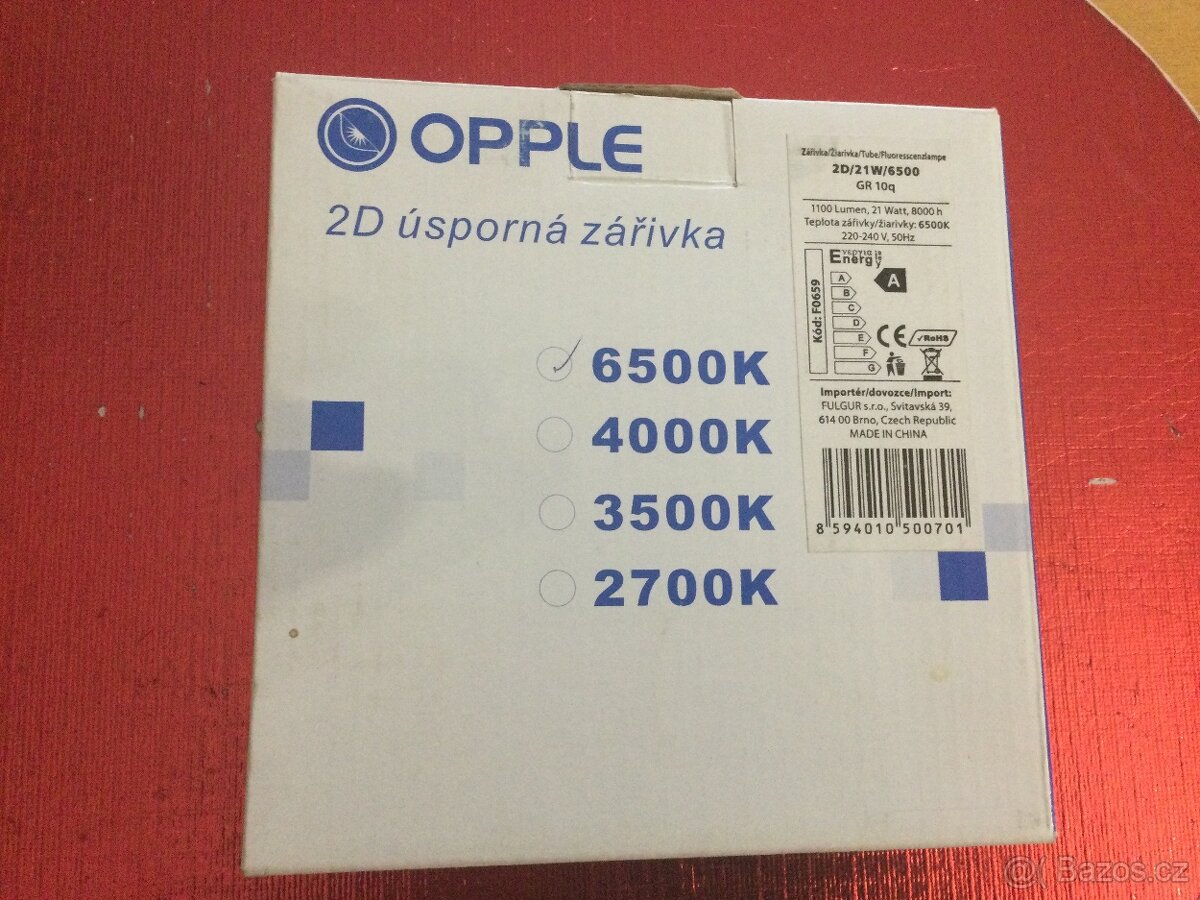 OPPLE
2D úsporná zářivka
6500K
4000K
3500K
2700K
Zářivka/Žiarivka/Tube/Fluoresscenzlampe
2D/21W/6500
GR 10q
1100 Lumen, 21 Watt, 8000 h
Teplota zářivky/žiarivky: 6500K
220-240 V, 50Hz
Kód: F0659
Energ
A
A
B
C
D
E
F
G
CE
✓RoHS
Importér/dovozce/Import:
FULGUR s.r.o., Svitavská 39,
614 00 Brno, Czech Republic
MADE IN CHINA
8 594010 500701
Bazos.cz